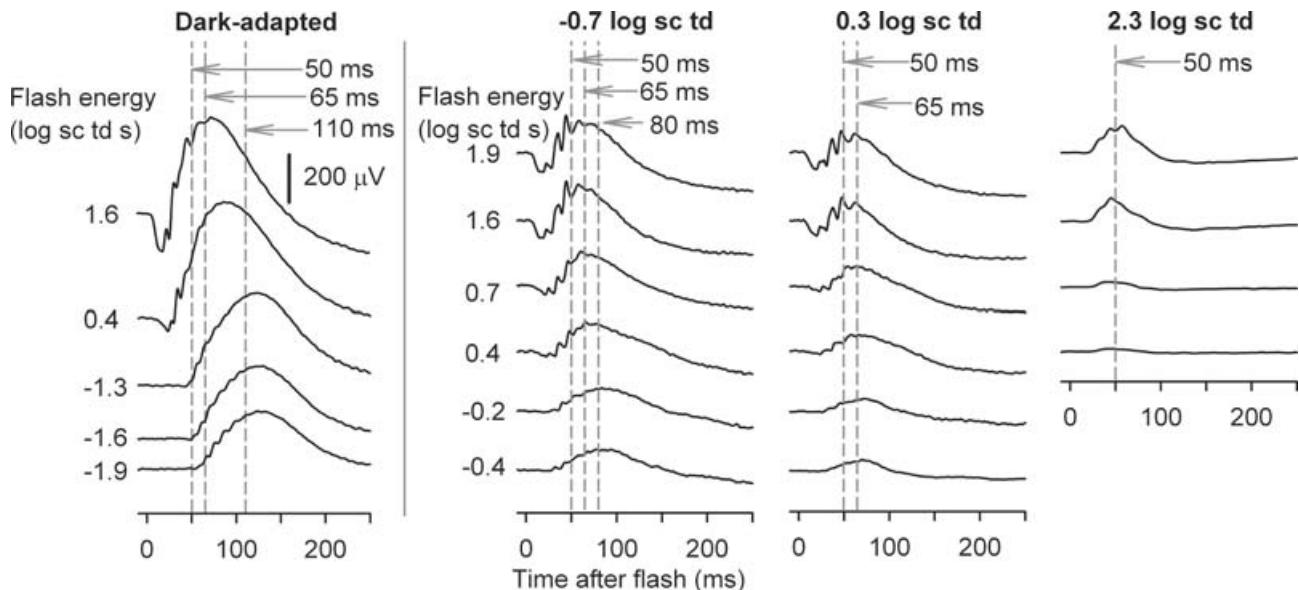 Dark-adapted
-0.7 log sc td
0.3 log sc td
2.3 log sc td
50 ms
50 ms
50 ms
50 ms
Flash energy
(log sc td s)
65 ms
110 ms
200 μV
Flash energy
(log sc td s)
65 ms
80 ms
65 ms
1.6
0.4
-1.3
-1.6
-1.9
1.9
1.6
0.7
0.4
-0.2
-0.4
0 100 200
0 100 200
0 100 200
0 100 200
Time after flash (ms)